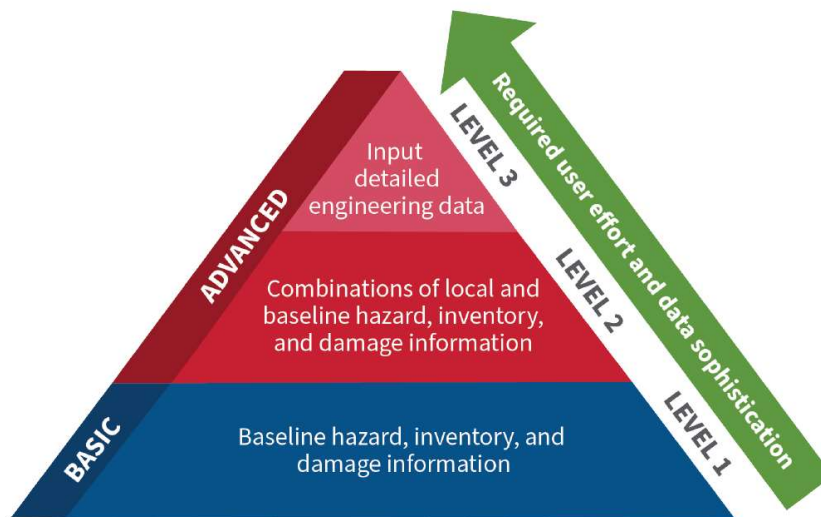 Input
detailed
engineering data
LEVEL 3
ADVANCED
Combinations of local and
baseline hazard, inventory,
and damage information
LEVEL 2
BASIC
Baseline hazard, inventory, and
damage information
LEVEL 1
Required user effort and data sophistication